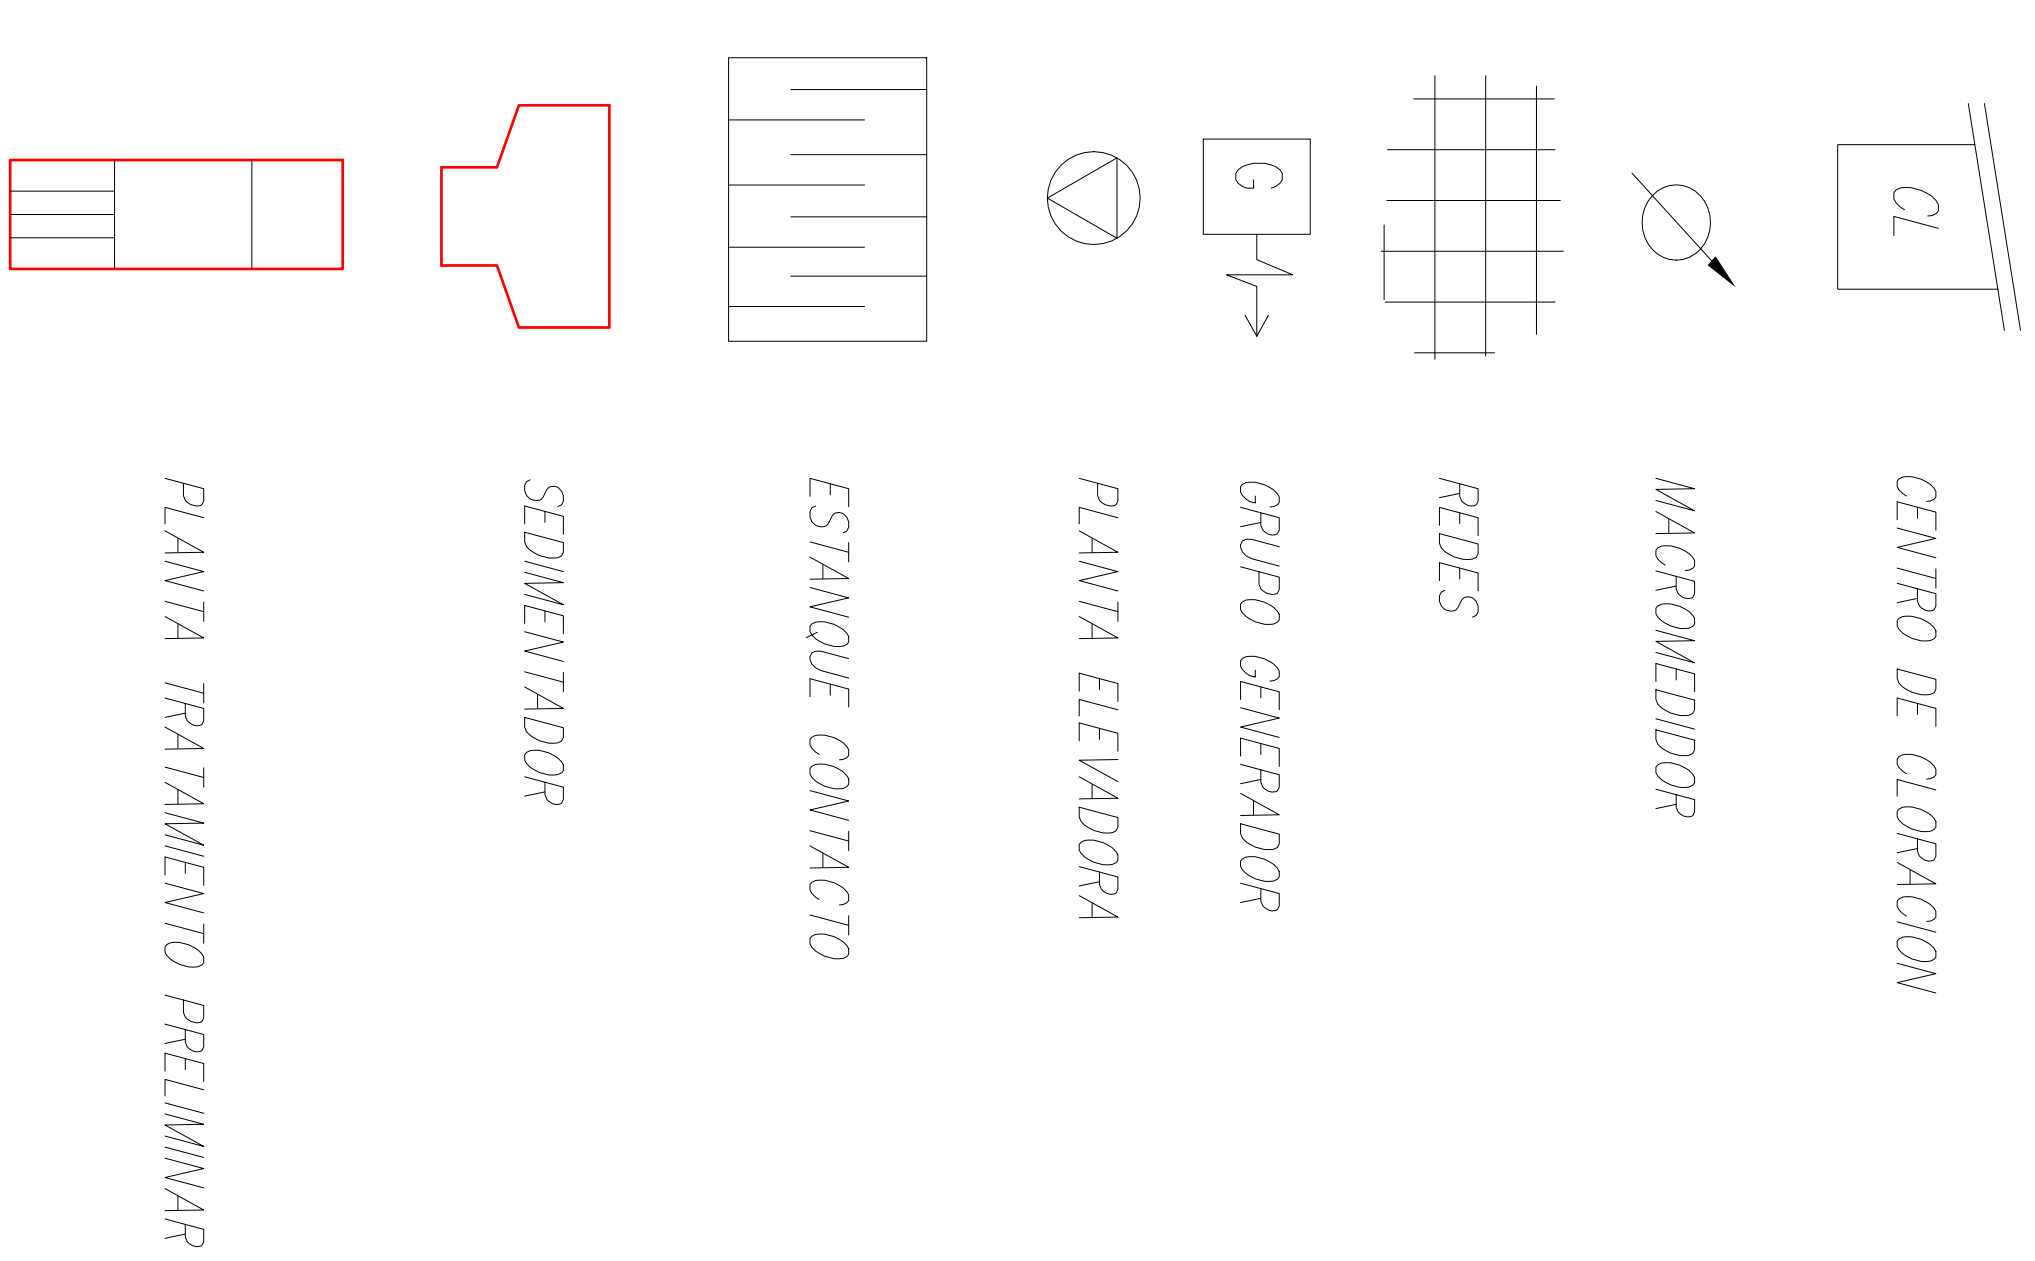 CL
CENTRO DE CLORACION
MACROMEDIDOR
REDES
G
GRUPO GENERADOR
PLANTA ELEVADORA
ESTANQUE CONTACTO
SEDIMENTADOR
PLANTA TRATAMIENTO PRELIMINAR